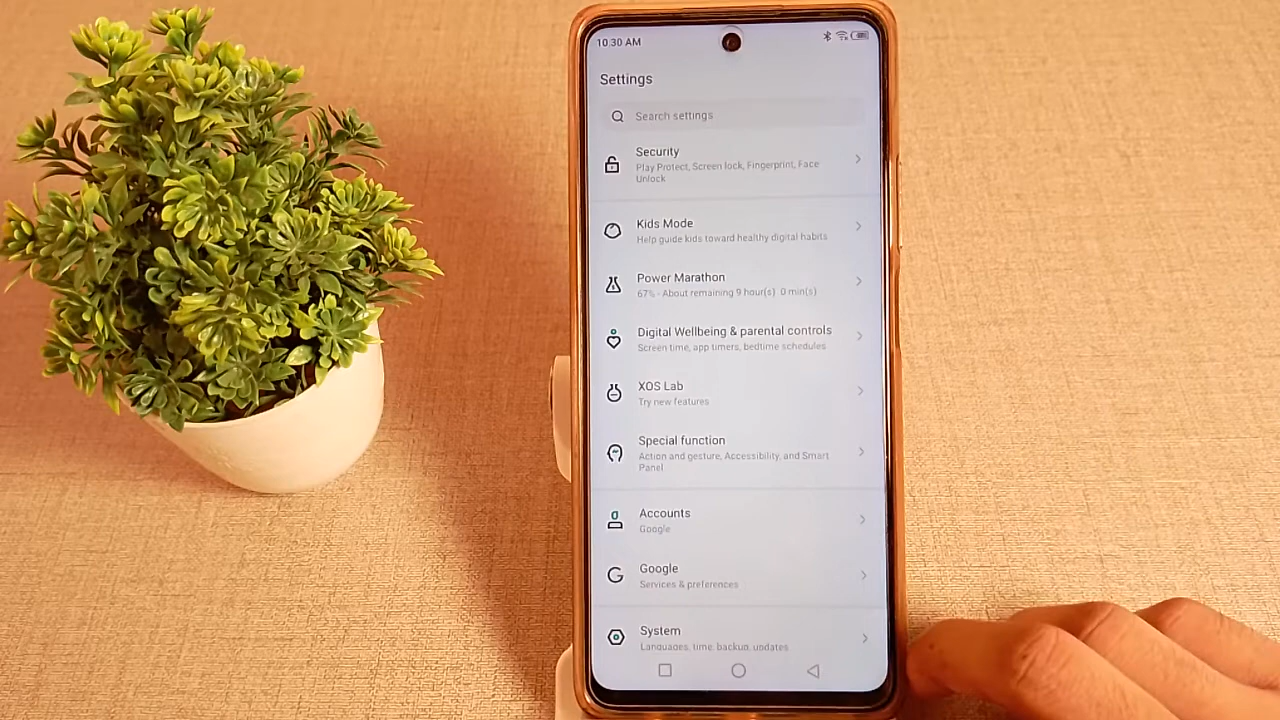 10:30 AM
Settings
Search settings
Security
Play Protect, Screen lock, Fingerprint, Face
Unlock
Kids Mode
Help guide kids toward healthy digital habits
Power Marathon
67% - About remaining 9 hour(s) 0 min(s)
Digital Wellbeing & parental controls
Screen time, app timers, bedtime schedules
XOS Lab
Try new features
Special function
Action and gesture, Accessibility, and Smart
Panel
Accounts
Google
Google
Services & preferences
System
Languages, time, backup, updates